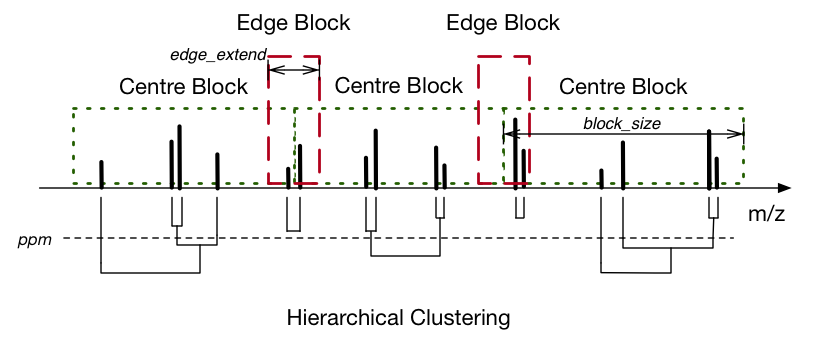 Edge Block
Edge Block
edge_extend
Centre Block
Centre Block
Centre Block
block_size
m/z
ppm
Hierarchical Clustering